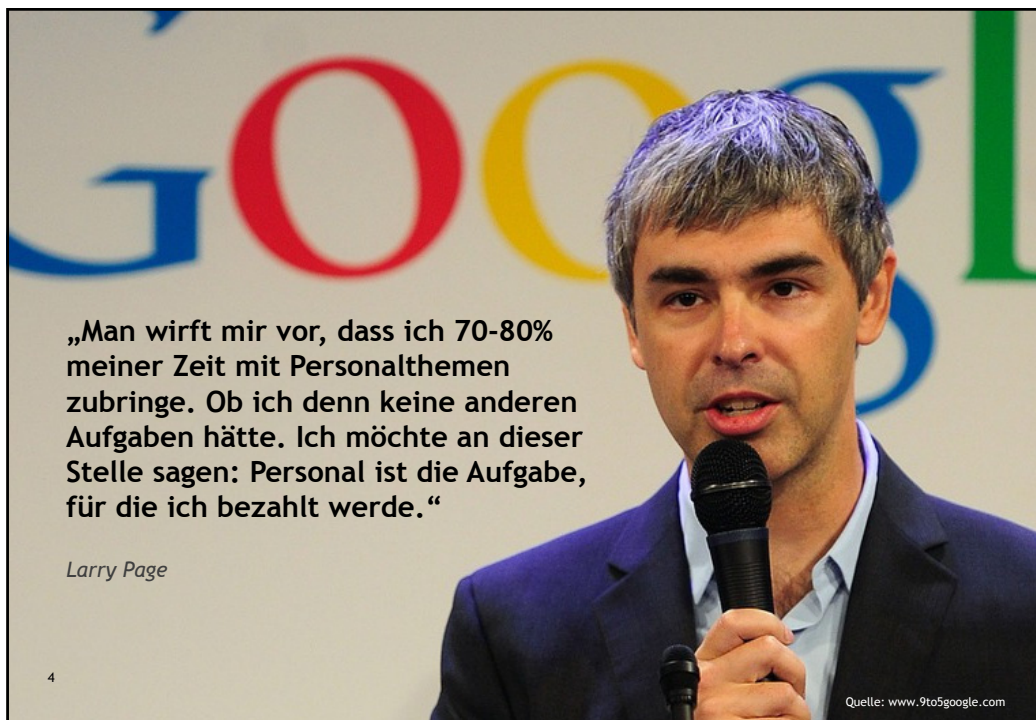 Googl
„Man wirft mir vor, dass ich 70-80%
meiner Zeit mit Personalthemen
zubringe. Ob ich denn keine anderen
Aufgaben hätte. Ich möchte an dieser
Stelle sagen: Personal ist die Aufgabe,
für die ich bezahlt werde.“
Larry Page
4
Quelle: www.9to5google.com